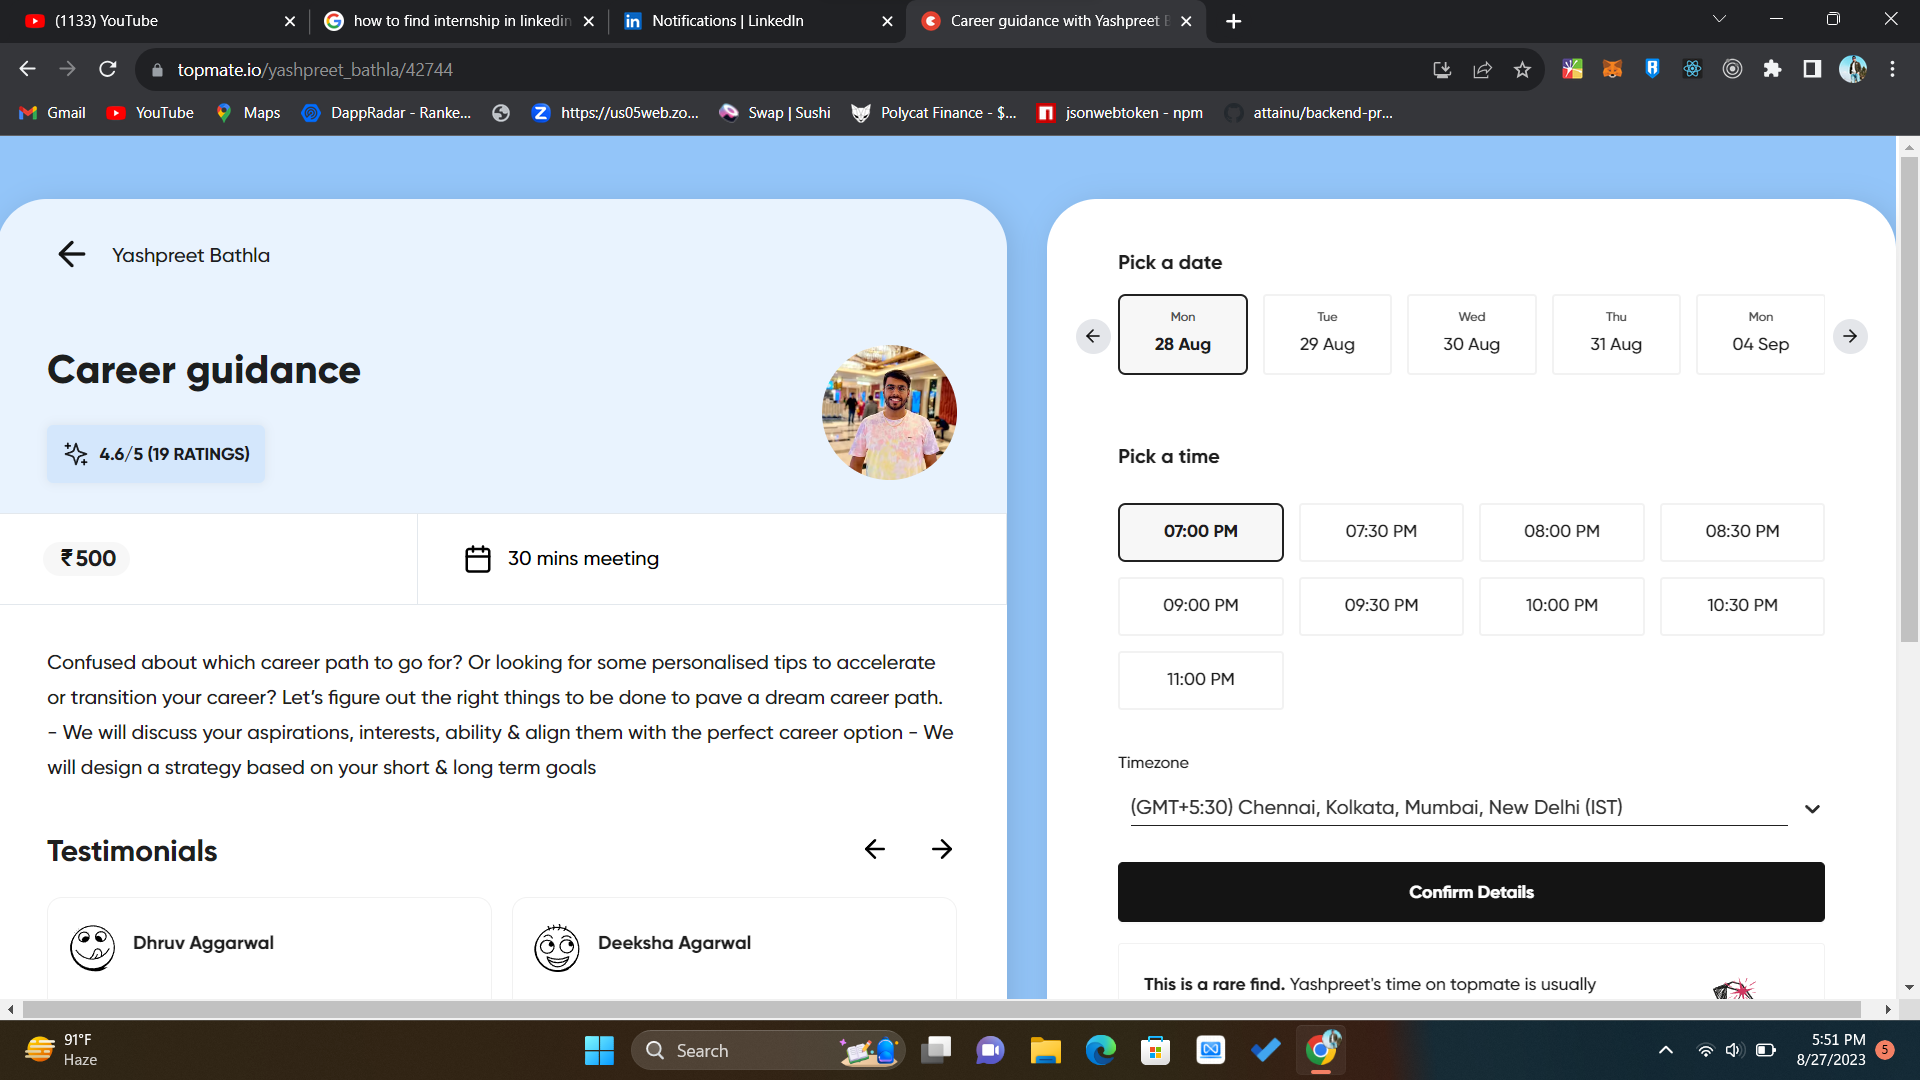 (1133) YouTube
how to find internship in linkedin
Notifications | LinkedIn
Career guidance with Yashpreet B
topmate.io/yashpreet_bathla/42744
Gmail
YouTube
Maps
DappRadar - Ranke...
https://us05web.zo...
Swap | Sushi
Polycat Finance - $...
jsonwebtoken - npm
attainu/backend-pr...
Yashpreet Bathla
Career guidance
4.6/5 (19 RATINGS)
₹500
30 mins meeting
Confused about which career path to go for? Or looking for some personalised tips to accelerate
or transition your career? Let’s figure out the right things to be done to pave a dream career path.
- We will discuss your aspirations, interests, ability & align them with the perfect career option - We
will design a strategy based on your short & long term goals
Testimonials
Dhruv Aggarwal
Deeksha Agarwal
Pick a date
Mon
28 Aug
Tue
29 Aug
Wed
30 Aug
Thu
31 Aug
Mon
04 Sep
Pick a time
07:00 PM
07:30 PM
08:00 PM
08:30 PM
09:00 PM
09:30 PM
10:00 PM
10:30 PM
11:00 PM
Timezone
(GMT+5:30) Chennai, Kolkata, Mumbai, New Delhi (IST)
Confirm Details
This is a rare find. Yashpreet's time on topmate is usually
91°F
Haze
Search
5:51 PM
8/27/2023
5